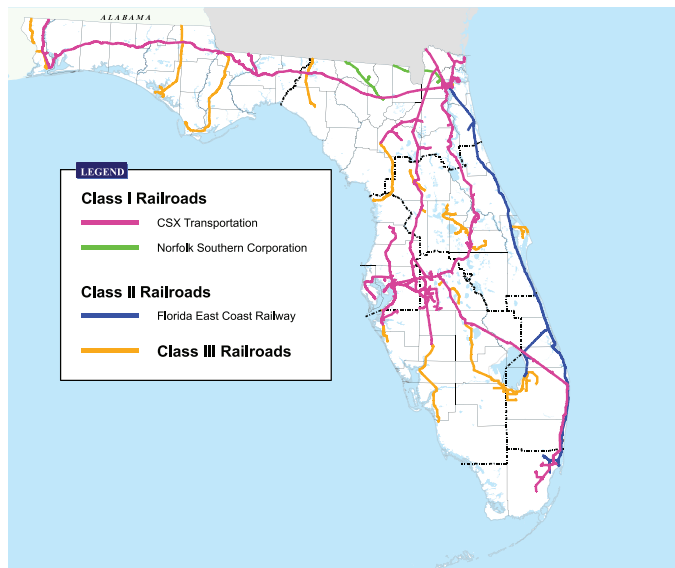 ALABAMA
LEGEND
Class I Railroads
CSX Transportation
Norfolk Southern Corporation
Class II Railroads
Florida East Coast Railway
Class III Railroads